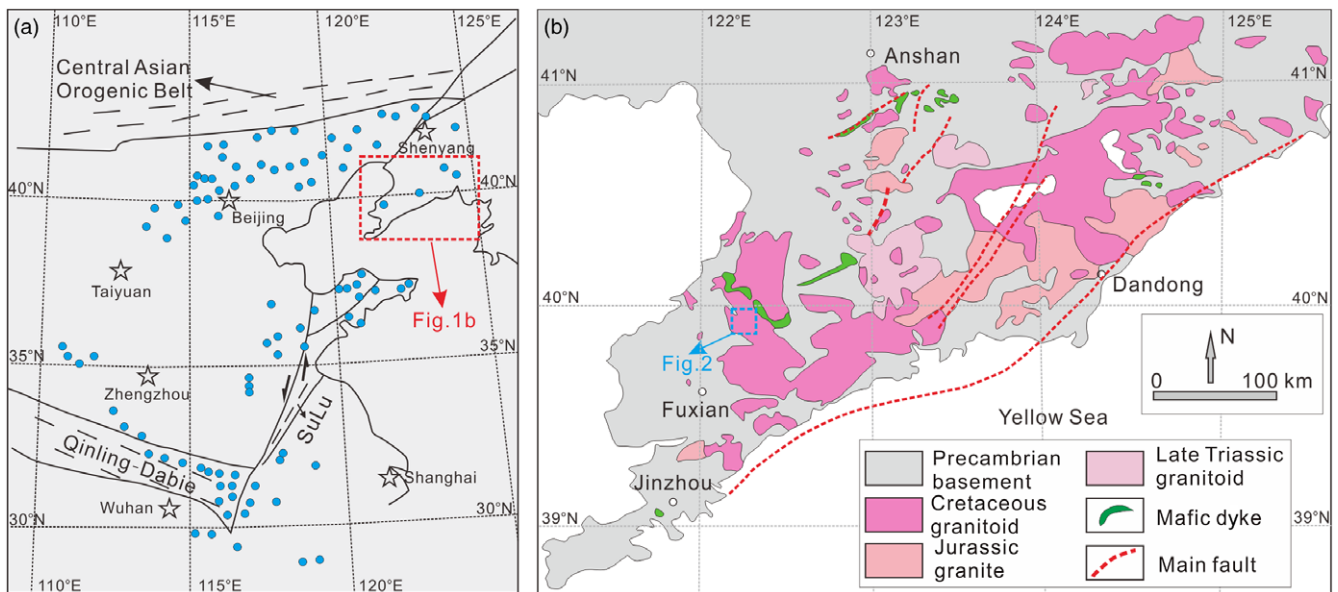 (a)
110°E
115°E
120°E
125°E
Central Asian
Orogenic Belt
Shenyang
40°N
40°N
Beijing
Taiyuan
Fig.1b
35°N
35°N
Zhengzhou
SuLu
Qinling-Dabie
Shanghai
Wuhan
30°N
30°N
110°E
115°E
120°E
(b)
122°E
123°E
124°E
125°E
Anshan
41°N
41°N
Dandong
40°N
40°N
Fig.2
N
0
100 km
Fuxian
Yellow Sea
Jinzhou
39°N
39°N
Precambrian
basement
Late Triassic
granitoid
Cretaceous
granitoid
Mafic dyke
Jurassic
granite
Main fault